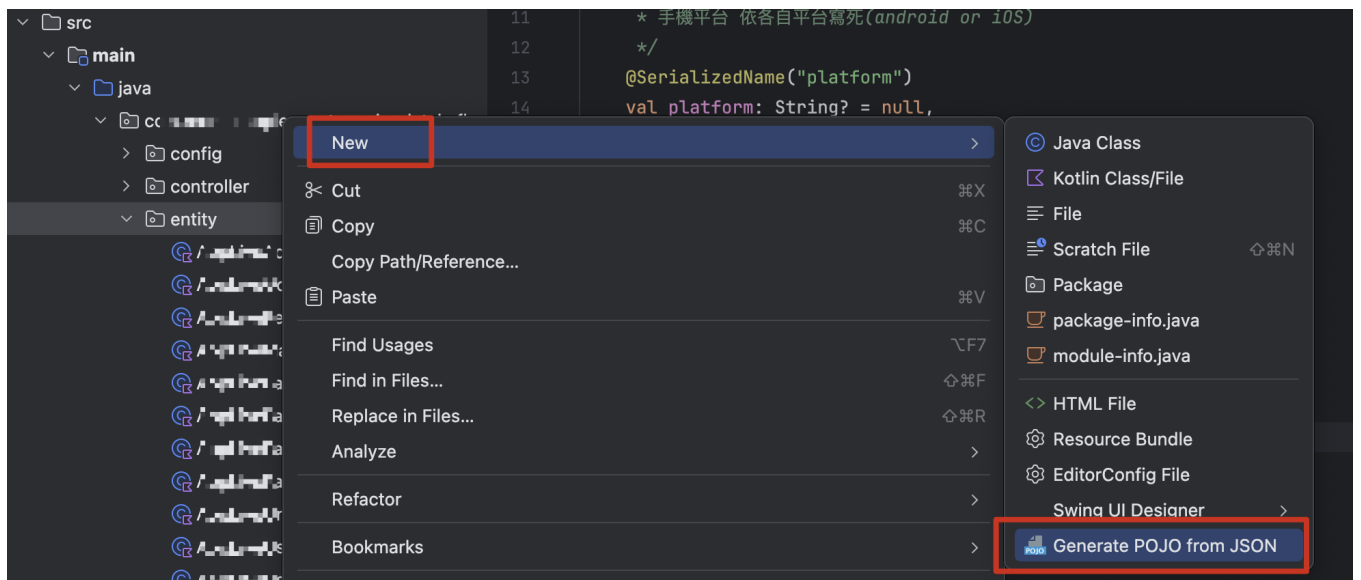 src
main
java
config
controller
entity
11
* 手機平台 依各自平台寫死(android or iOS)
12
*/
13
@SerializedName("platform")
14
val platform: String? = null,
New
Cut ⌘X
Copy ⌘C
Copy Path/Reference...
Paste ⌘V
Find Usages ⌥F7
Find in Files... ⇧⌘F
Replace in Files... ⇧⌘R
Analyze
Refactor
Bookmarks
Java Class
Kotlin Class/File
File
Scratch File ⇧⌘N
Package
package-info.java
module-info.java
HTML File
Resource Bundle
EditorConfig File
Swing UI Designer
POJO Generate POJO from JSON